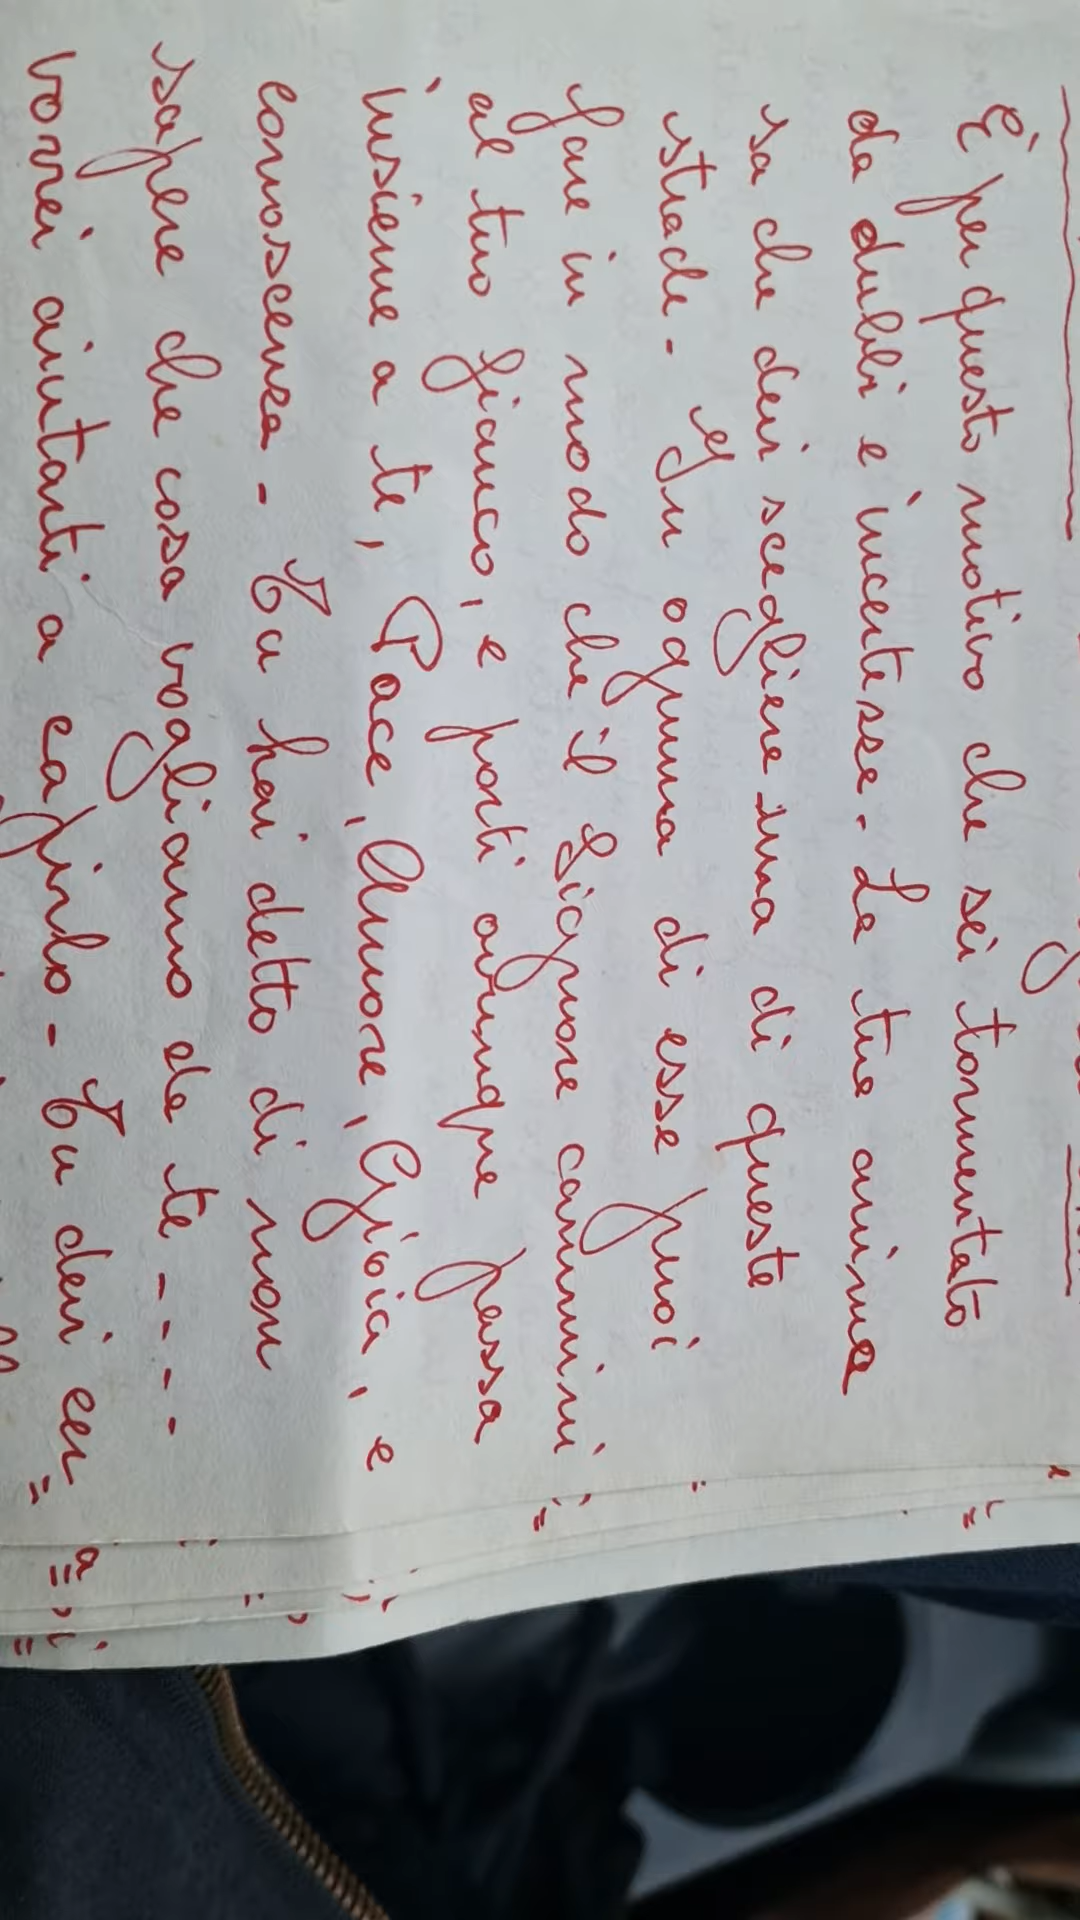 È per questo motivo che sei tormentato
da dubbi e incertesse. La tua anima
sa che devi scegliere una di queste
strade. In ognuna di esse puoi
fare in modo che il Signore cammini
al tuo fianco, e porti ovunque passa
insieme a te, Pace, Amore, Gioia, e
conoscenza - Tu hai detto di non
sapere che cosa vogliamo da te ----
vorrei aiutarti a capirlo - Tu devi cer=